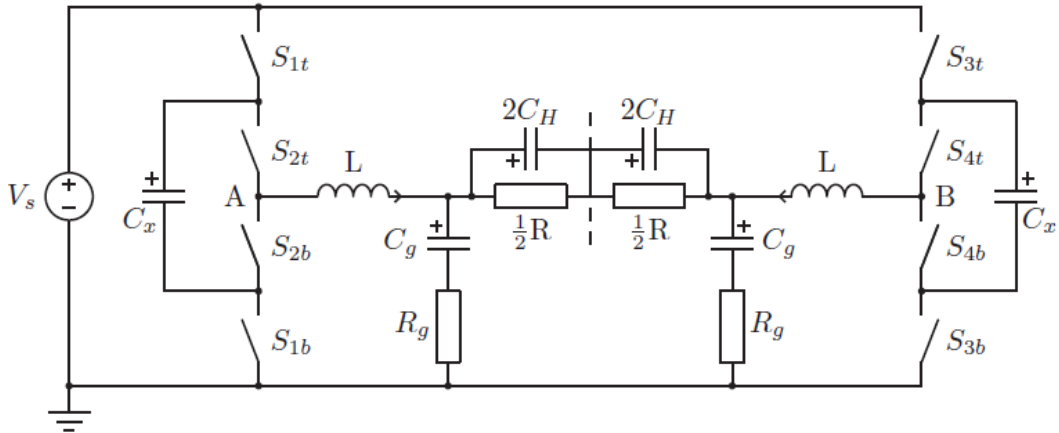 S1t
S3t
2CH
2CH
S2t
L
L
S4t
Vs
+
−
+
Cx
A
+
+
B
+
Cx
½R
½R
S2b
Cg
+
+
Cg
S4b
S1b
Rg
Rg
S3b